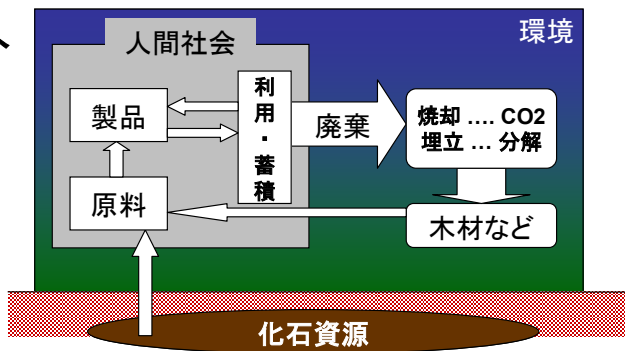 人間社会
環境
製品
利用・蓄積
廃棄
焼却 …. CO2
埋立 … 分解
原料
木材など
化石資源